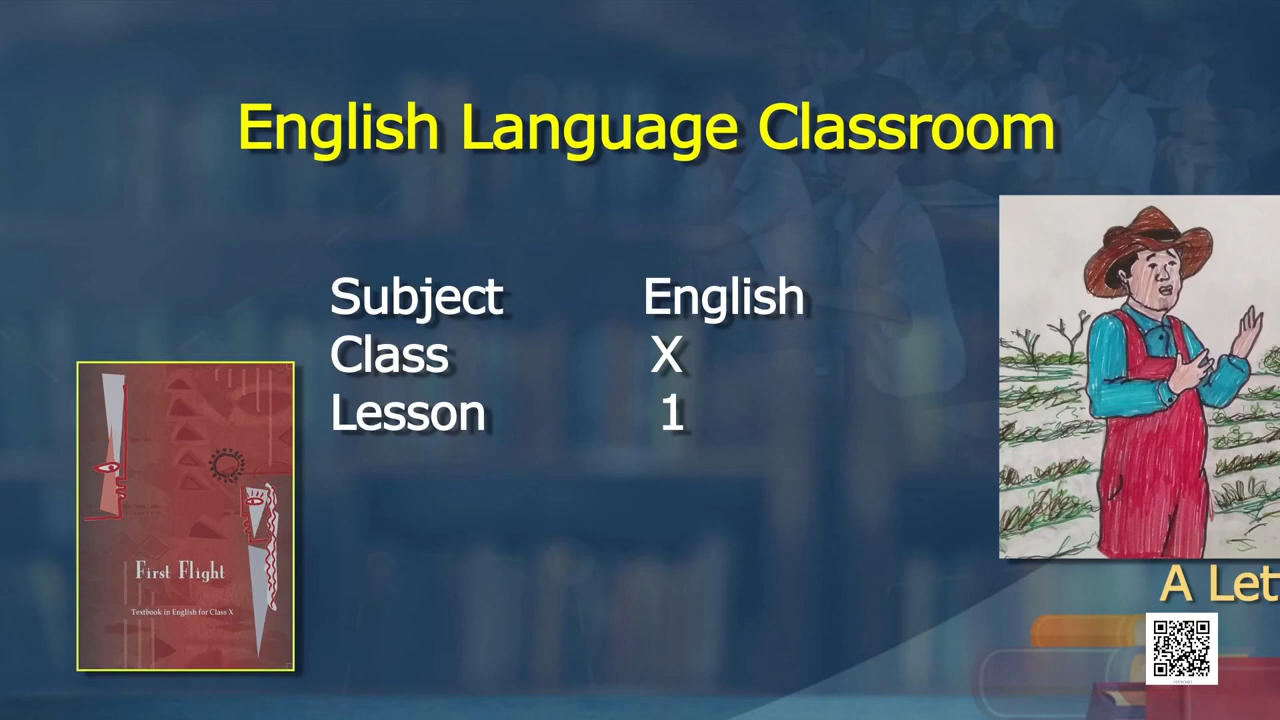 English Language Classroom
Subject English
Class X
Lesson 1
First Flight
Textbook in English for Class X
A Let